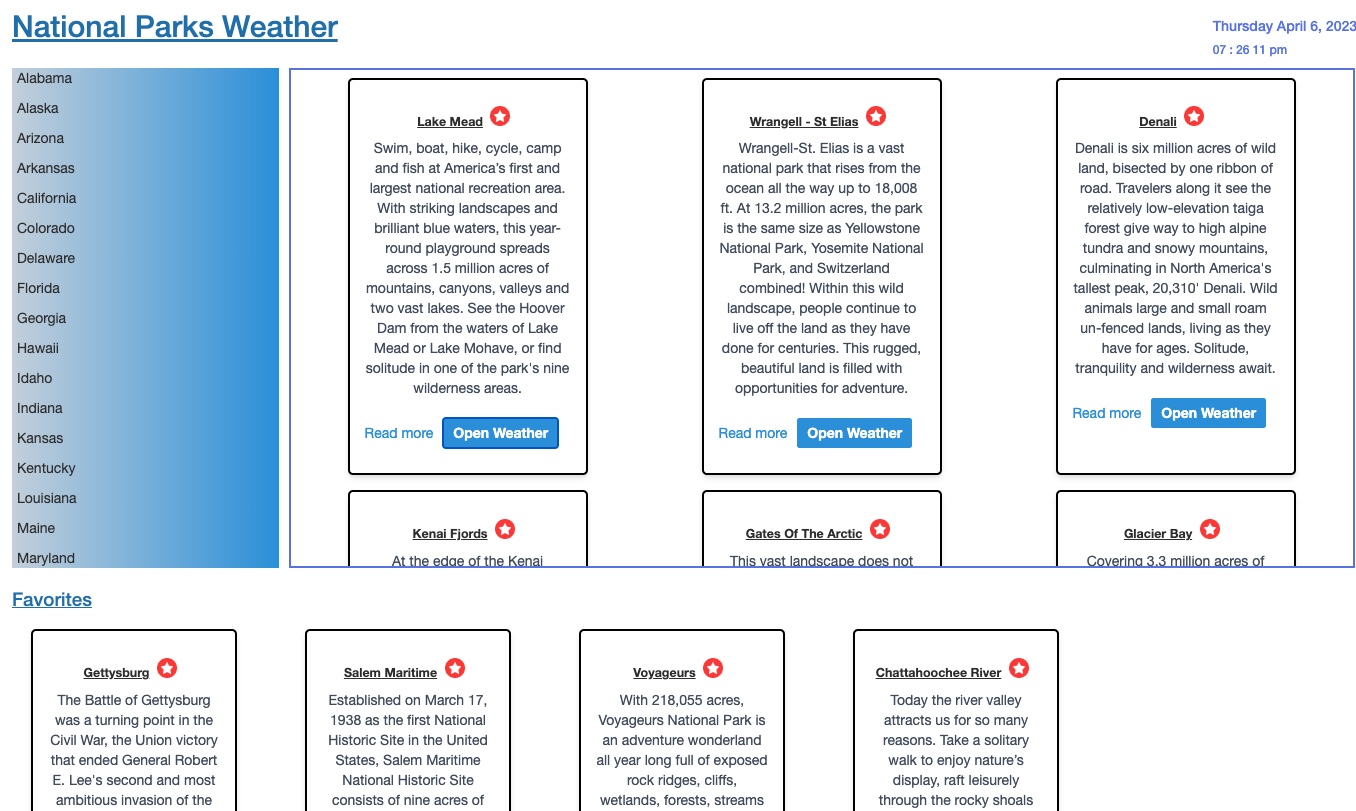 National Parks Weather
Thursday April 6, 2023
07 : 26 11 pm
Alabama
Alaska
Arizona
Arkansas
California
Colorado
Delaware
Florida
Georgia
Hawaii
Idaho
Indiana
Kansas
Kentucky
Louisiana
Maine
Maryland
Lake Mead
Swim, boat, hike, cycle, camp
and fish at America’s first and
largest national recreation area.
With striking landscapes and
brilliant blue waters, this year-
round playground spreads
across 1.5 million acres of
mountains, canyons, valleys and
two vast lakes. See the Hoover
Dam from the waters of Lake
Mead or Lake Mohave, or find
solitude in one of the park's nine
wilderness areas.
Read more Open Weather
Wrangell - St Elias
Wrangell-St. Elias is a vast
national park that rises from the
ocean all the way up to 18,008
ft. At 13.2 million acres, the park
is the same size as Yellowstone
National Park, Yosemite National
Park, and Switzerland
combined! Within this wild
landscape, people continue to
live off the land as they have
done for centuries. This rugged,
beautiful land is filled with
opportunities for adventure.
Read more Open Weather
Denali
Denali is six million acres of wild
land, bisected by one ribbon of
road. Travelers along it see the
relatively low-elevation taiga
forest give way to high alpine
tundra and snowy mountains,
culminating in North America's
tallest peak, 20,310' Denali. Wild
animals large and small roam
un-fenced lands, living as they
have for ages. Solitude,
tranquility and wilderness await.
Read more Open Weather
Kenai Fjords
At the edge of the Kenai
Gates Of The Arctic
This vast landscape does not
Glacier Bay
Covering 3.3 million acres of
Favorites
Gettysburg
The Battle of Gettysburg
was a turning point in the
Civil War, the Union victory
that ended General Robert
E. Lee's second and most
ambitious invasion of the
Salem Maritime
Established on March 17,
1938 as the first National
Historic Site in the United
States, Salem Maritime
National Historic Site
consists of nine acres of
Voyageurs
With 218,055 acres,
Voyageurs National Park is
an adventure wonderland
all year long full of exposed
rock ridges, cliffs,
wetlands, forests, streams
Chattahoochee River
Today the river valley
attracts us for so many
reasons. Take a solitary
walk to enjoy nature’s
display, raft leisurely
through the rocky shoals